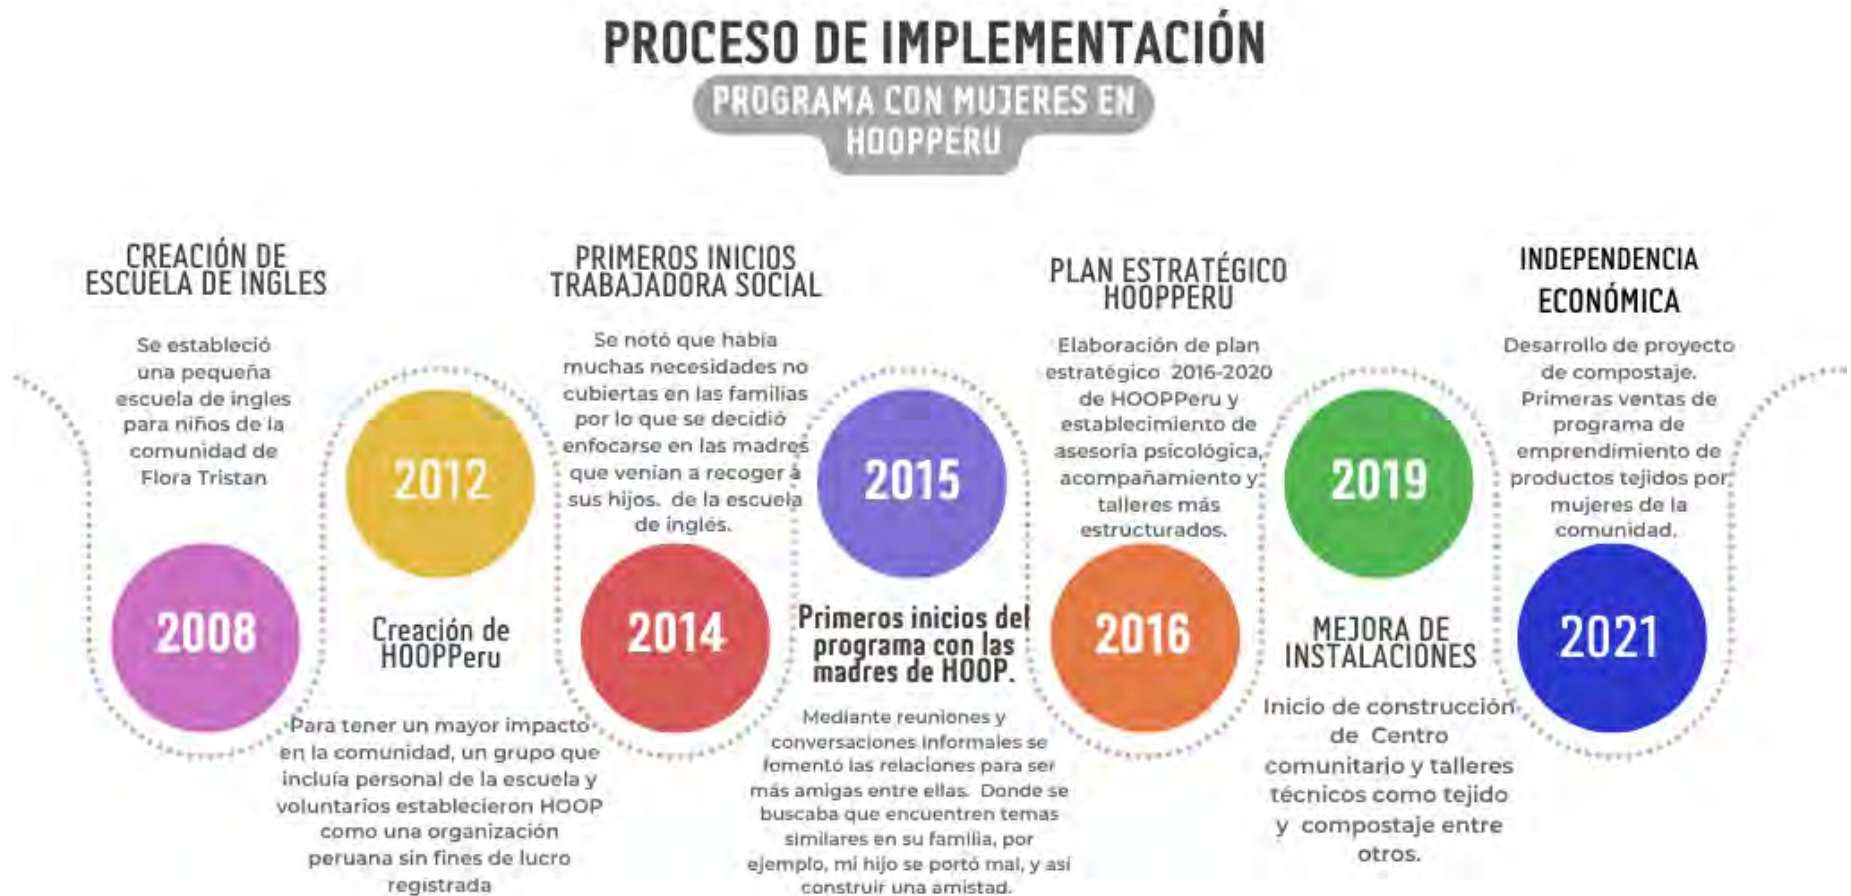 PROCESO DE IMPLEMENTACIÓN
PROGRAMA CON MUJERES EN
HOOPPERU
CREACIÓN DE
ESCUELA DE INGLES
Se estableció
una pequeña
escuela de ingles
para niños de la
comunidad de
Flora Tristan
2008
2012
Creación de
HOOPPeru
Para tener un mayor impacto
en la comunidad, un grupo que
incluía personal de la escuela y
voluntarios establecieron HOOP
como una organización
peruana sin fines de lucro
registrada
PRIMEROS INICIOS
TRABAJADORA SOCIAL
Se notó que había
muchas necesidades no
cubiertas en las familias
por lo que se decidió
enfocarse en las madres
que venían a recoger a
sus hijos. de la escuela
de inglés.
2014
2015
Primeros inicios del
programa con las
madres de HOOP.
Mediante reuniones y
conversaciones informales se
fomentó las relaciones para ser
más amigas entre ellas. Donde se
buscaba que encuentren temas
similares en su familia, por
ejemplo, mi hijo se portó mal, y así
construir una amistad.
PLAN ESTRATÉGICO
HOOPPERU
Elaboración de plan
estratégico 2016-2020
de HOOPPeru y
establecimiento de
asesoría psicológica,
acompañamiento y
talleres más
estructurados.
2016
2019
MEJORA DE
INSTALACIONES
Inicio de construcción
de Centro
comunitario y talleres
técnicos como tejido
y compostaje entre
otros.
INDEPENDENCIA
ECONÓMICA
Desarrollo de proyecto
de compostaje.
Primeras ventas de
programa de
emprendimiento de
productos tejidos por
mujeres de la
comunidad.
2021